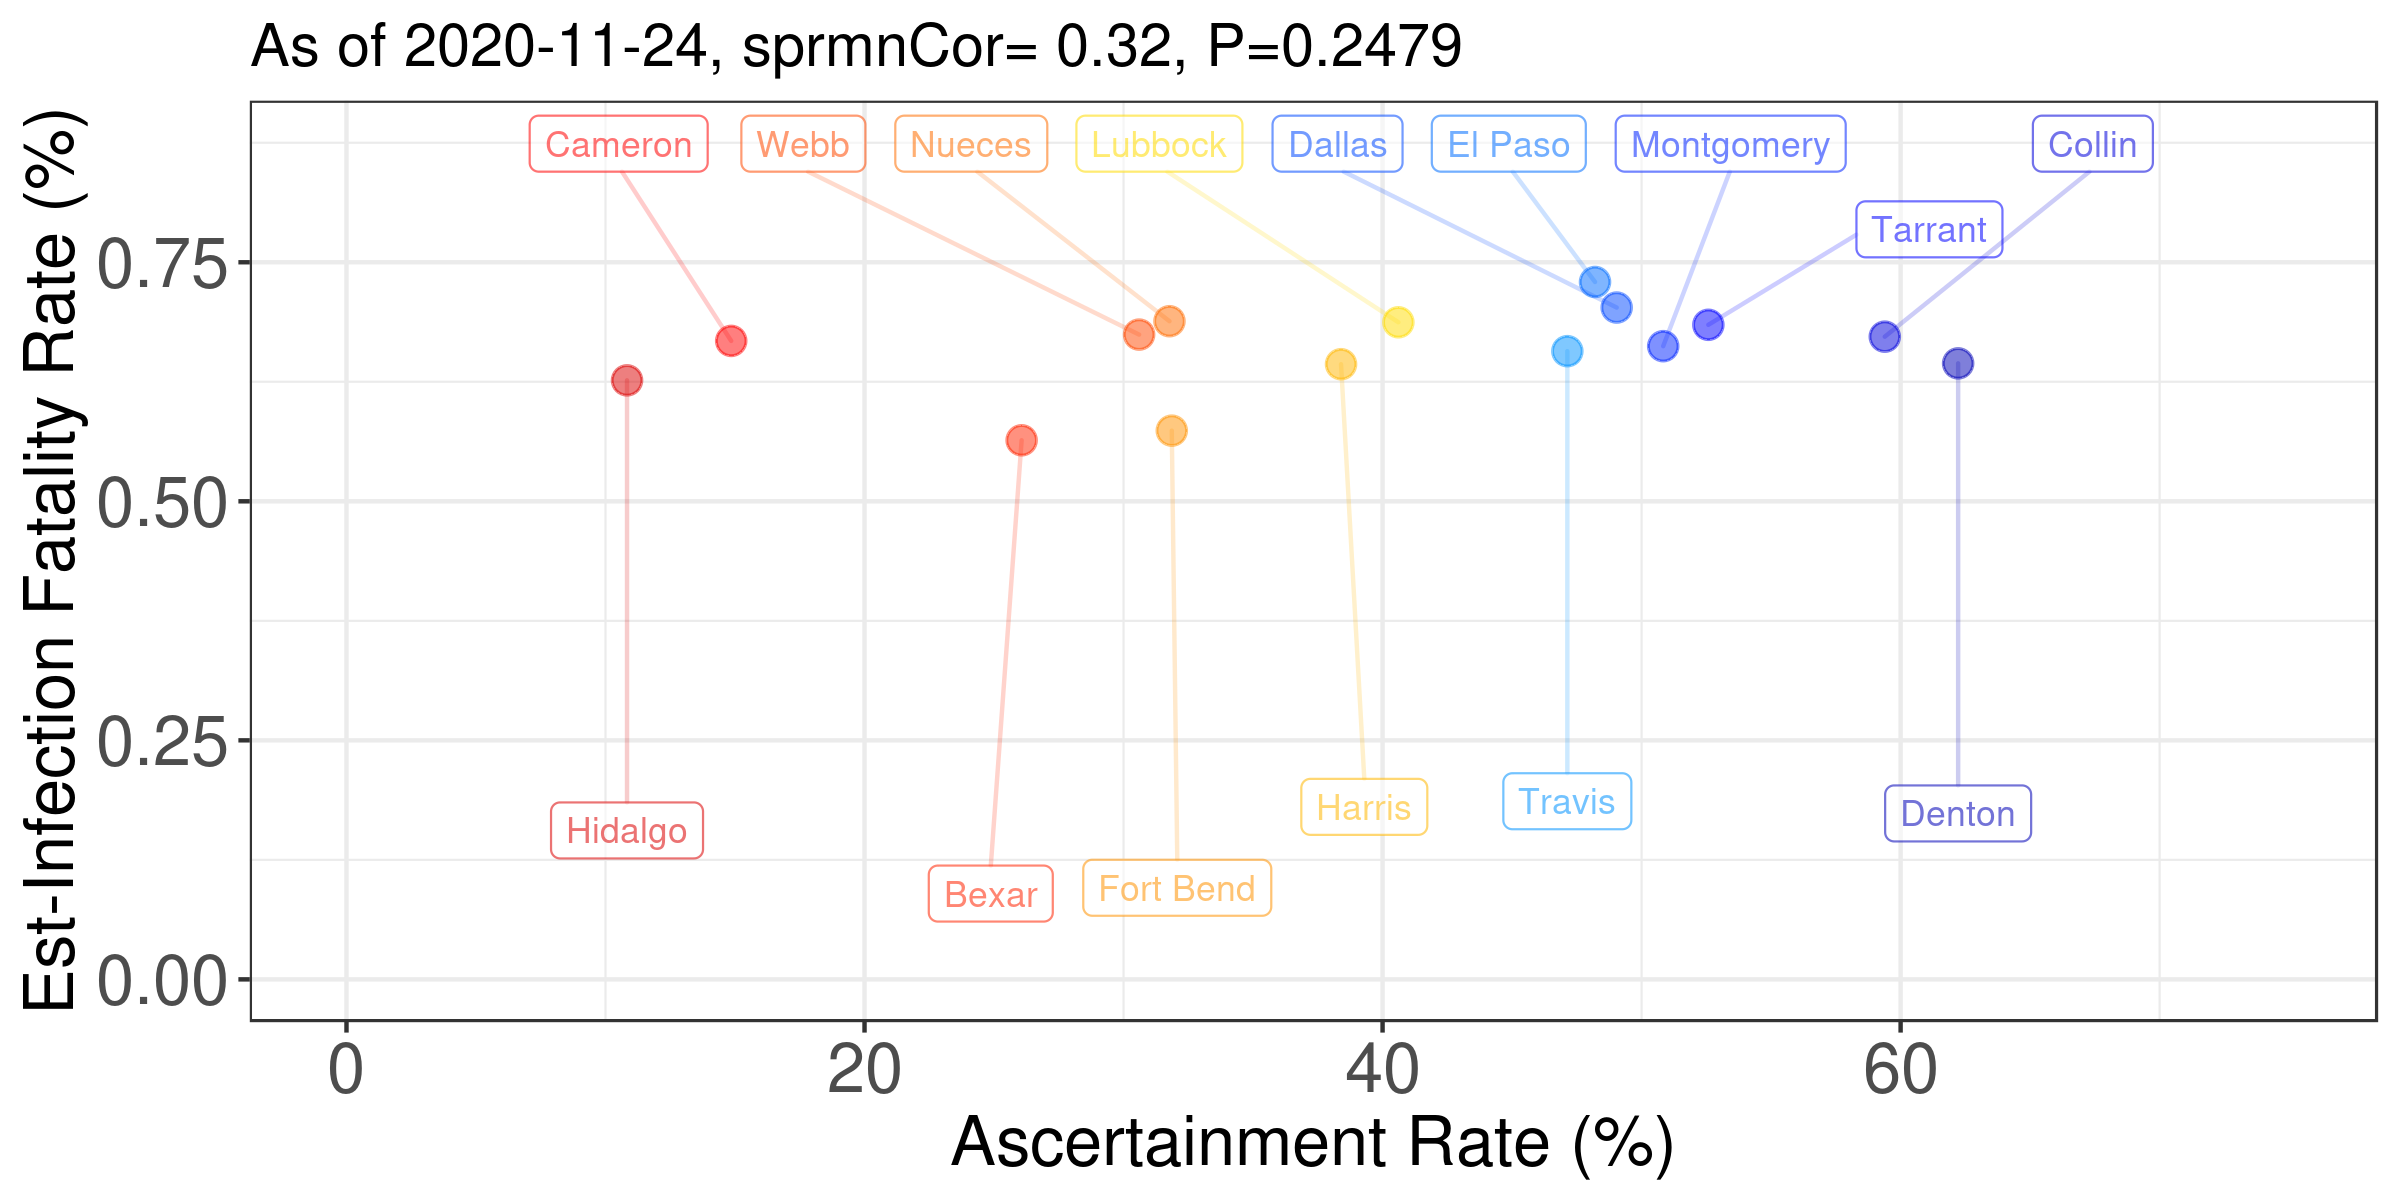 As of 2020-11-24, sprmnCor= 0.32, P=0.2479
Est-Infection Fatality Rate (%)
0.75
0.50
0.25
0.00
Cameron
Webb
Nueces
Lubbock
Dallas
El Paso
Montgomery
Collin
Tarrant
Hidalgo
Bexar
Fort Bend
Harris
Travis
Denton
0
20
40
60
Ascertainment Rate (%)